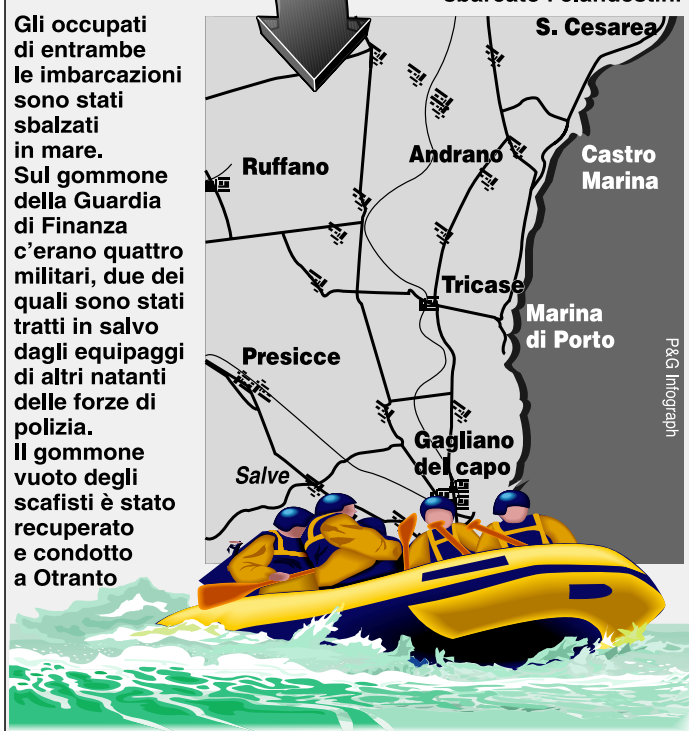 sbarcato i clandestini
Gli occupati
di entrambe
le imbarcazioni
sono stati
sbalzati
in mare.
Sul gommone
della Guardia
di Finanza
c'erano quattro
militari, due dei
quali sono stati
tratti in salvo
dagli equipaggi
di altri natanti
delle forze di
polizia.
Il gommone
vuoto degli
scafisti è stato
recuperato
e condotto
a Otranto
S. Cesarea
Ruffano
Andrano
Castro
Marina
Tricase
Marina
di Porto
Presicce
Gagliano
del capo
Salve
P&G Infograph